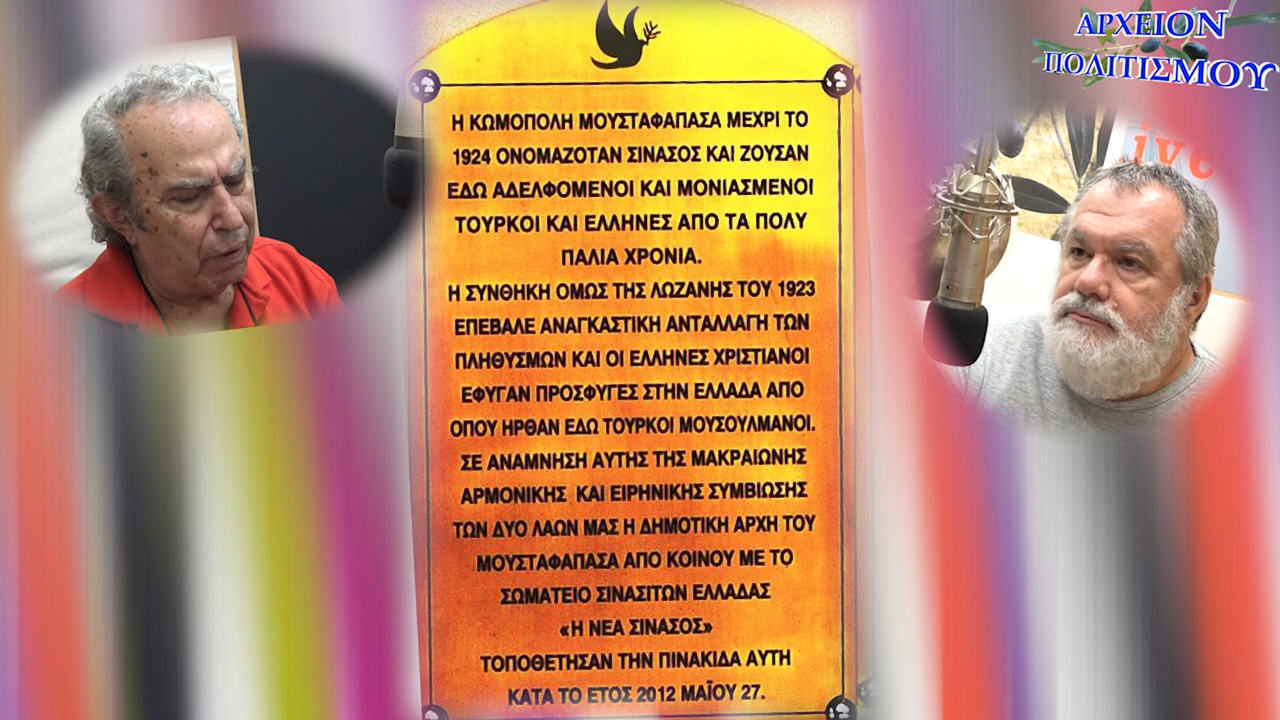 ΑΡΧΕΙΟΝ
ΠΟΛΙΤΙΣΜΟΥ
Η ΚΩΜΟΠΟΛΗ ΜΟΥΣΤΑΦΑΠΑΣΑ ΜΕΧΡΙ ΤΟ
1924 ΟΝΟΜΑΖΟΤΑΝ ΣΙΝΑΣΟΣ ΚΑΙ ΖΟΥΣΑΝ
ΕΔΩ ΑΔΕΛΦΟΜΕΝΟΙ ΚΑΙ ΜΟΝΙΑΣΜΕΝΟΙ
ΤΟΥΡΚΟΙ ΚΑΙ ΕΛΛΗΝΕΣ ΑΠΟ ΤΑ ΠΟΛΥ
ΠΑΛΙΑ ΧΡΟΝΙΑ.
Η ΣΥΝΘΗΚΗ ΟΜΩΣ ΤΗΣ ΛΩΖΑΝΗΣ ΤΟΥ 1923
ΕΠΕΒΑΛΕ ΑΝΑΓΚΑΣΤΙΚΗ ΑΝΤΑΛΛΑΓΗ ΤΩΝ
ΠΛΗΘΥΣΜΩΝ ΚΑΙ ΟΙ ΕΛΛΗΝΕΣ ΧΡΙΣΤΙΑΝΟΙ
ΕΦΥΓΑΝ ΠΡΟΣΦΥΓΕΣ ΣΤΗΝ ΕΛΛΑΔΑ ΑΠΟ
ΟΠΟΥ ΗΡΘΑΝ ΕΔΩ ΤΟΥΡΚΟΙ ΜΟΥΣΟΥΛΜΑΝΟΙ.
ΣΕ ΑΝΑΜΝΗΣΗ ΑΥΤΗΣ ΤΗΣ ΜΑΚΡΑΙΩΝΗΣ
ΑΡΜΟΝΙΚΗΣ ΚΑΙ ΕΙΡΗΝΙΚΗΣ ΣΥΜΒΙΩΣΗΣ
ΤΩΝ ΔΥΟ ΛΑΩΝ ΜΑΣ Η ΔΗΜΟΤΙΚΗ ΑΡΧΗ ΤΟΥ
ΜΟΥΣΤΑΦΑΠΑΣΑ ΑΠΟ ΚΟΙΝΟΥ ΜΕ ΤΟ
ΣΩΜΑΤΕΙΟ ΣΙΝΑΣΙΤΩΝ ΕΛΛΑΔΑΣ
«Η ΝΕΑ ΣΙΝΑΣΟΣ»
ΤΟΠΟΘΕΤΗΣΑΝ ΤΗΝ ΠΙΝΑΚΙΔΑ ΑΥΤΗ
ΚΑΤΑ ΤΟ ΕΤΟΣ 2012 ΜΑΪΟΥ 27.